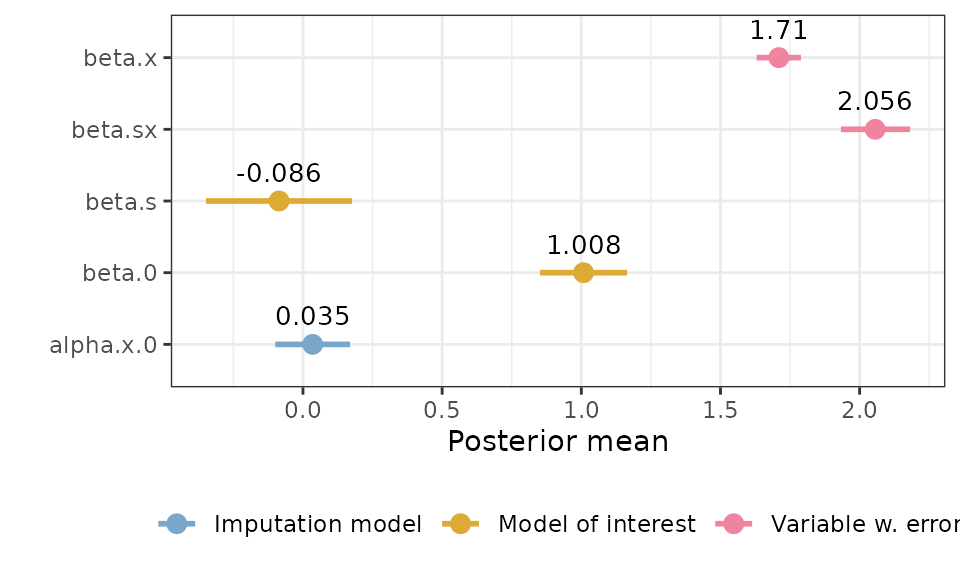 1.71
beta.x
2.056
beta.sx
-0.086
beta.s
1.008
beta.0
0.035
alpha.x.0
0.0 0.5 1.0 1.5 2.0
Posterior mean
Imputation model Model of interest Variable w. error